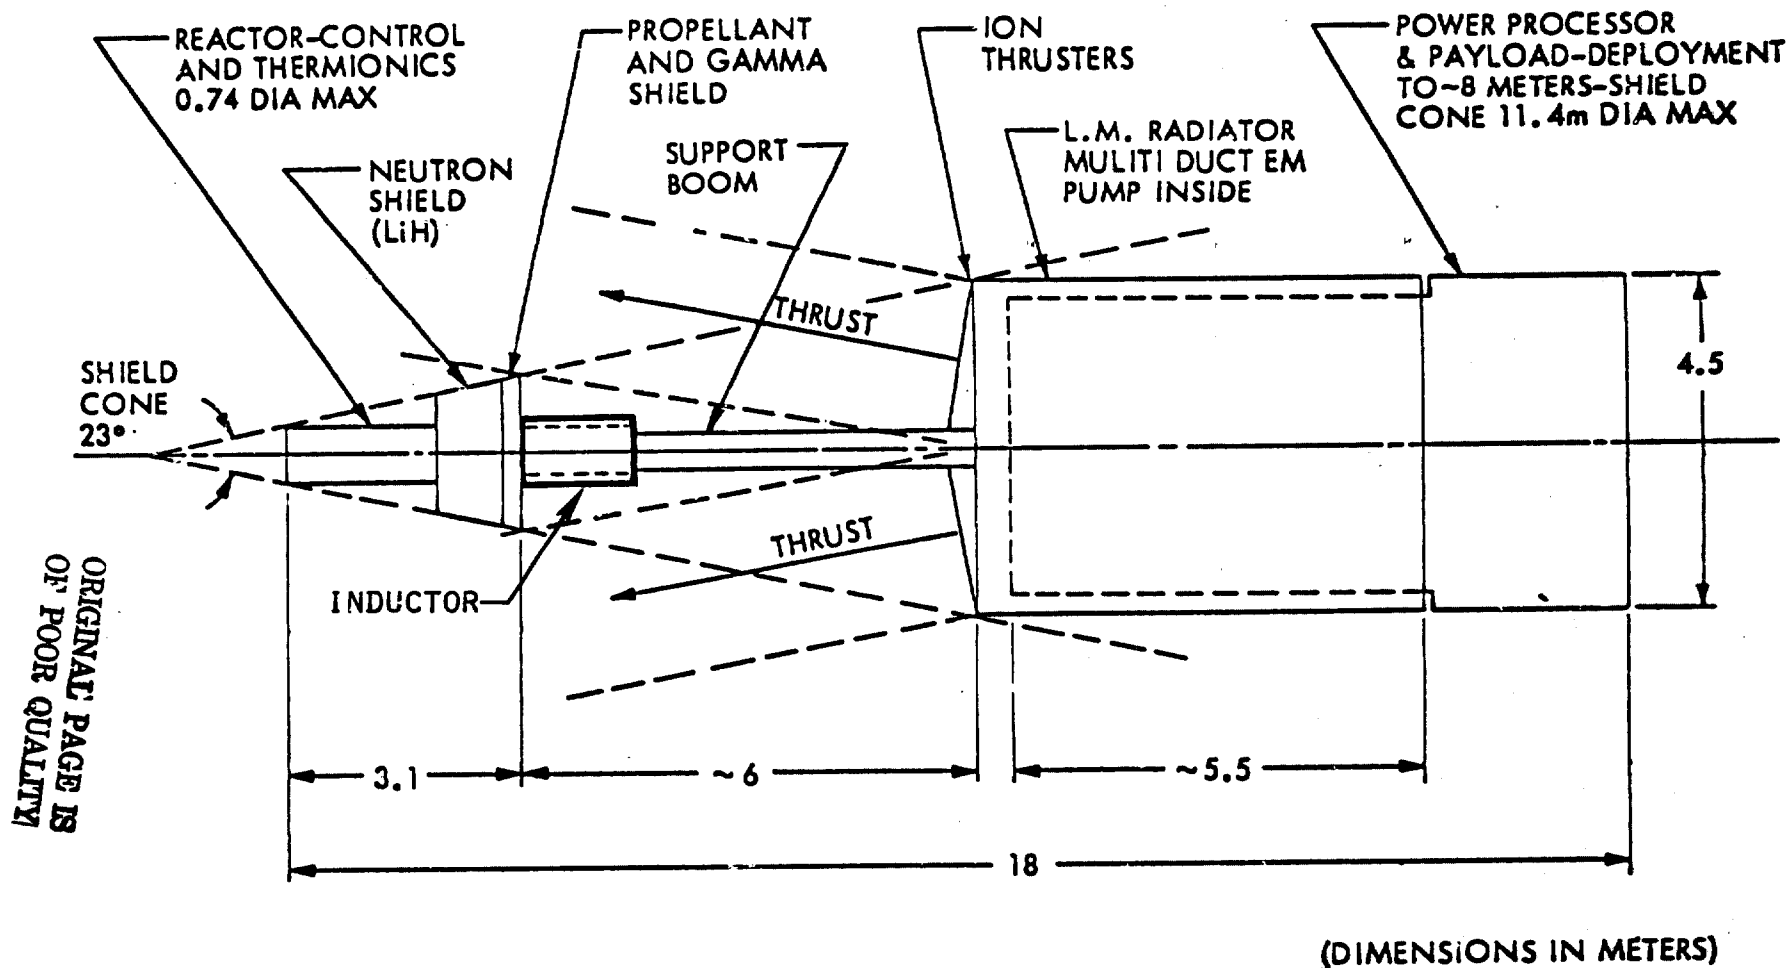 REACTOR-CONTROL
AND THERMIONICS
0.74 DIA MAX
PROPELLANT
AND GAMMA
SHIELD
ION
THRUSTERS
POWER PROCESSOR
& PAYLOAD-DEPLOYMENT
TO~8 METERS-SHIELD
CONE 11.4m DIA MAX
NEUTRON
SHIELD
(LiH)
SUPPORT
BOOM
L.M. RADIATOR
MULITI DUCT EM
PUMP INSIDE
THRUST
SHIELD
CONE
23°
4.5
THRUST
INDUCTOR
ORIGINAL PAGE IS
OF POOR QUALITY
3.1
~6
~5.5
18
(DIMENSIONS IN METERS)